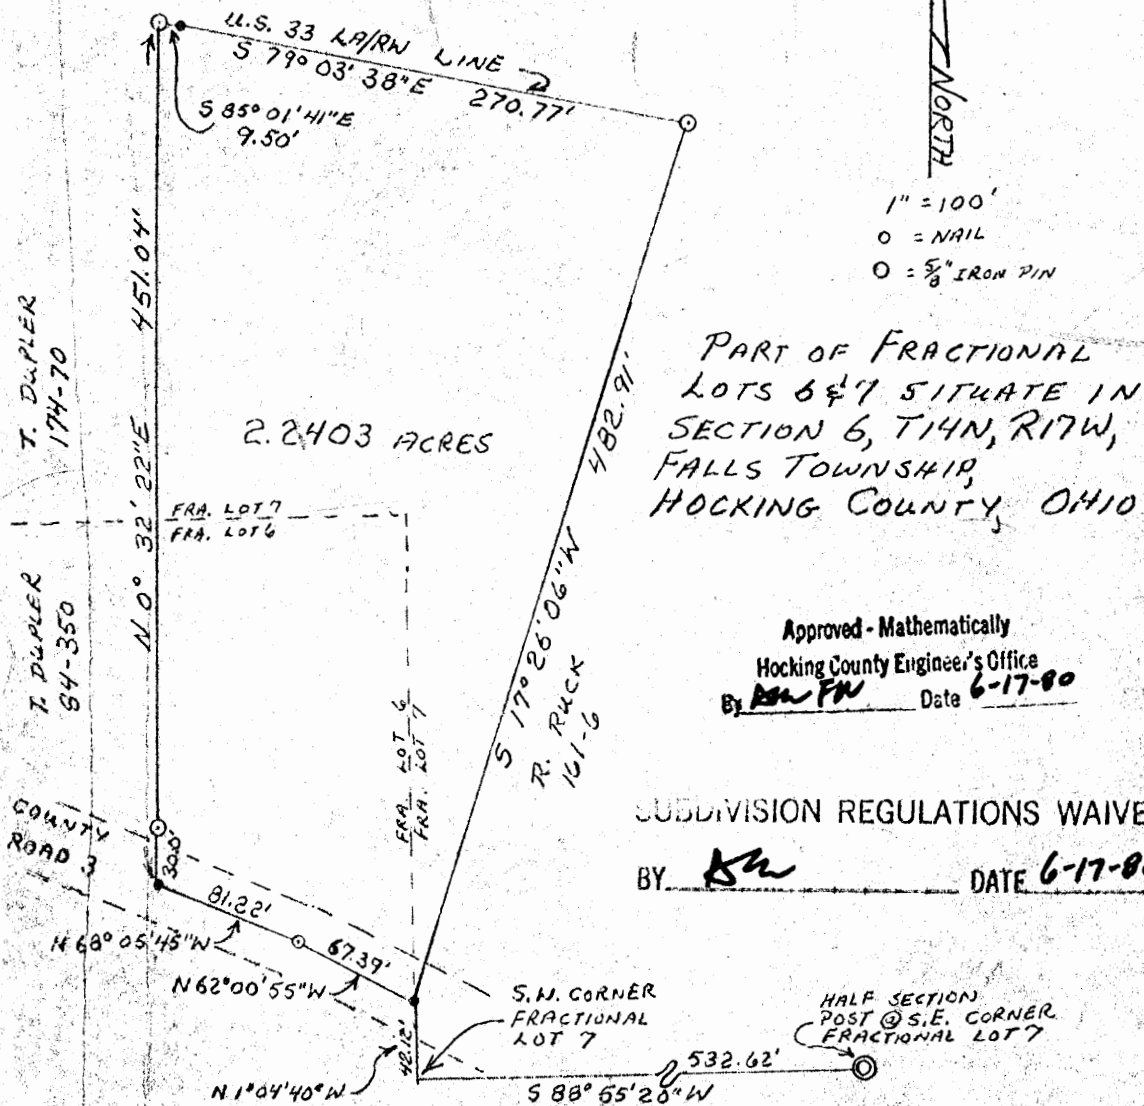 U.S. 33 LA/RW LINE
S 79° 03' 38"E 270.77'
S 85° 01' 41"E
9.50'
NORTH
1" = 100'
○ = NAIL
○ = 5/8" IRON PIN
451.04'
N 0° 32' 22"E
T. DUPLER
174-70
2.2403 ACRES
482.91'
S 17° 26' 06" W
R. RUCK
161-6
PART OF FRACTIONAL
LOTS 6 & 7 SITUATE IN
SECTION 6, T14N, R17W,
FALLS TOWNSHIP,
HOCKING COUNTY, OHIO
FRA. LOT 7
FRA. LOT 6
T. DUPLER
84-350
FRA. LOT 6
FRA. LOT 7
Approved - Mathematically
Hocking County Engineer's Office
By Date 6-17-80
SUBDIVISION REGULATIONS WAIVE
BY DATE 6-17-8
COUNTY
ROAD 3
30.0'
81.22'
N 68° 05' 45" W
67.39'
N 62° 00' 55" W
S.W. CORNER
FRACTIONAL
LOT 7
HALF SECTION
POST @ S.E. CORNER
FRACTIONAL LOT 7
42.12'
N 1° 04' 40" W
532.62'
S 88° 55' 20" W